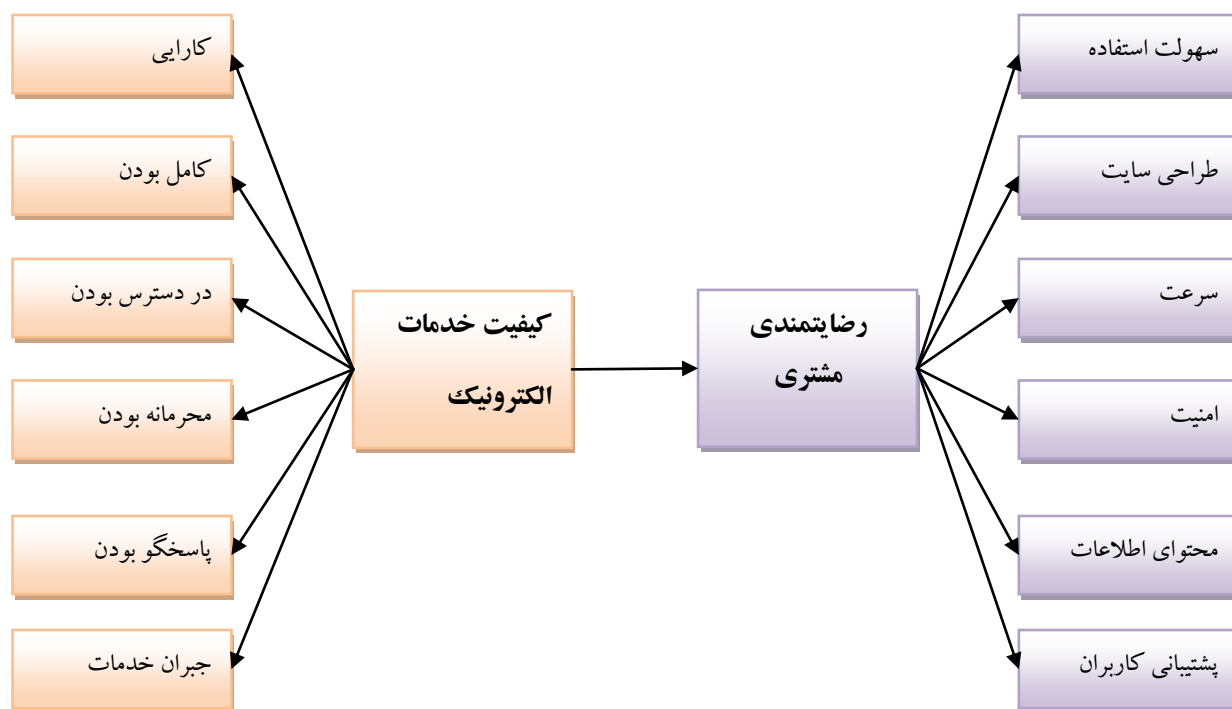 کارایی
کامل بودن
در دسترس بودن
محرمانه بودن
پاسخگو بودن
جبران خدمات
کیفیت خدمات
الکترونیک
رضایتمندی
مشتری
سهولت استفاده
طراحی سایت
سرعت
امنیت
محتوای اطلاعات
پشتیبانی کاربران